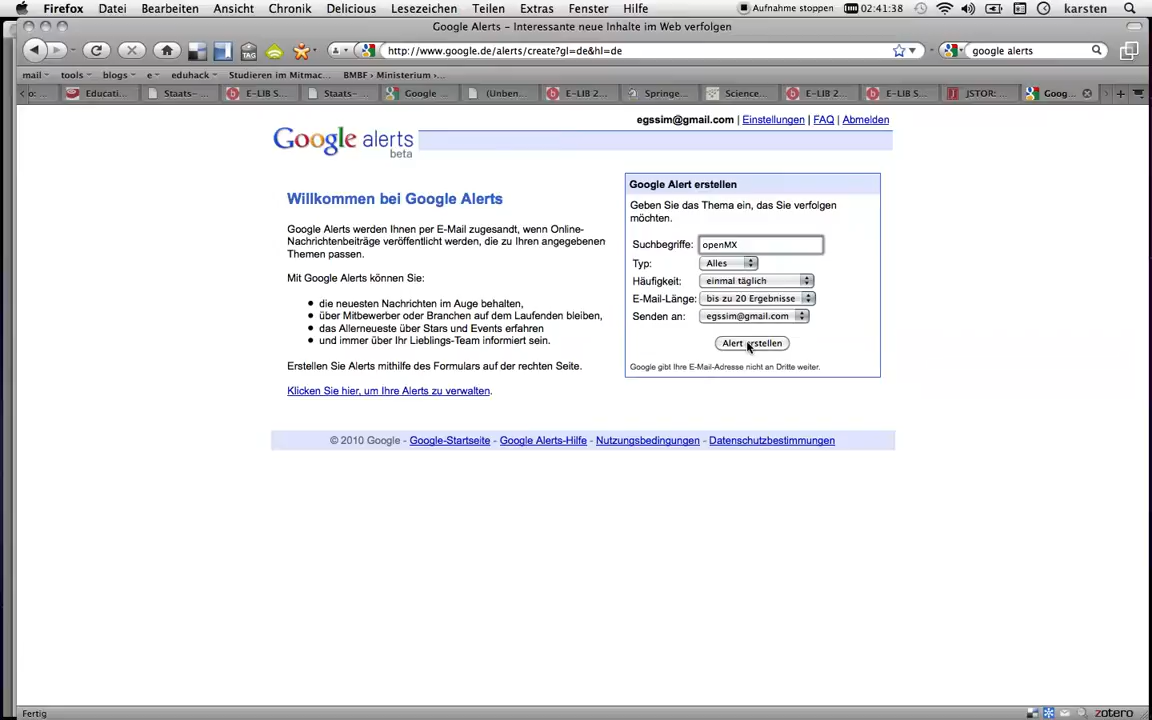 Firefox Datei Bearbeiten Ansicht Chronik Delicious Lesezeichen Teilen Extras Fenster Hilfe Aufnahme stoppen 02:41:38 karsten
Google Alerts – Interessante neue Inhalte im Web verfolgen
http://www.google.de/alerts/create?gl=de&hl=de google alerts
mail tools blogs e eduhack Studieren im Mitmac... BMBF › Ministerium ›...
o: ... Educati... Staats-... E-LIB S... Staats-... Google ... (Unben... E-LIB 2... Springe... Science... E-LIB 2... E-LIB S... JSTOR: ... Goog...
egssim@gmail.com | Einstellungen | FAQ | Abmelden
Google alerts
beta
Willkommen bei Google Alerts
Google Alerts werden Ihnen per E-Mail zugesandt, wenn Online-
Nachrichtenbeiträge veröffentlicht werden, die zu Ihren angegebenen
Themen passen.
Mit Google Alerts können Sie:
• die neuesten Nachrichten im Auge behalten,
• über Mitbewerber oder Branchen auf dem Laufenden bleiben,
• das Allerneueste über Stars und Events erfahren
• und immer über Ihr Lieblings-Team informiert sein.
Erstellen Sie Alerts mithilfe des Formulars auf der rechten Seite.
Klicken Sie hier, um Ihre Alerts zu verwalten.
Google Alert erstellen
Geben Sie das Thema ein, das Sie verfolgen
möchten.
Suchbegriffe: openMX
Typ: Alles
Häufigkeit: einmal täglich
E-Mail-Länge: bis zu 20 Ergebnisse
Senden an: egssim@gmail.com
Alert erstellen
Google gibt Ihre E-Mail-Adresse nicht an Dritte weiter.
© 2010 Google - Google-Startseite - Google Alerts-Hilfe - Nutzungsbedingungen - Datenschutzbestimmungen
Fertig zotero